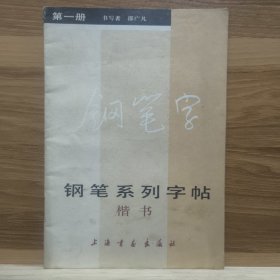 第一册 书写者 邵广凡
钢笔字
钢笔系列字帖
楷书
上海书画出版社